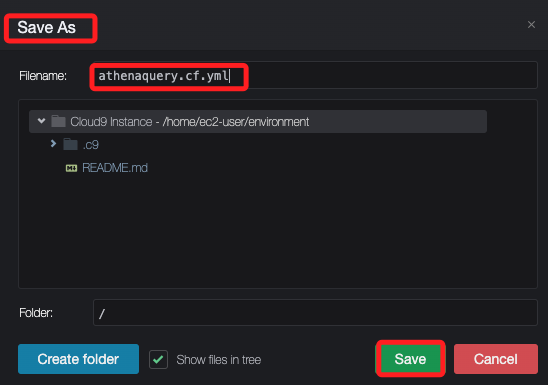 Save As
×
Filename: athenaquery.cf.yml
Cloud9 Instance - /home/ec2-user/environment
.c9
README.md
Folder: /
Create folder Show files in tree Save Cancel